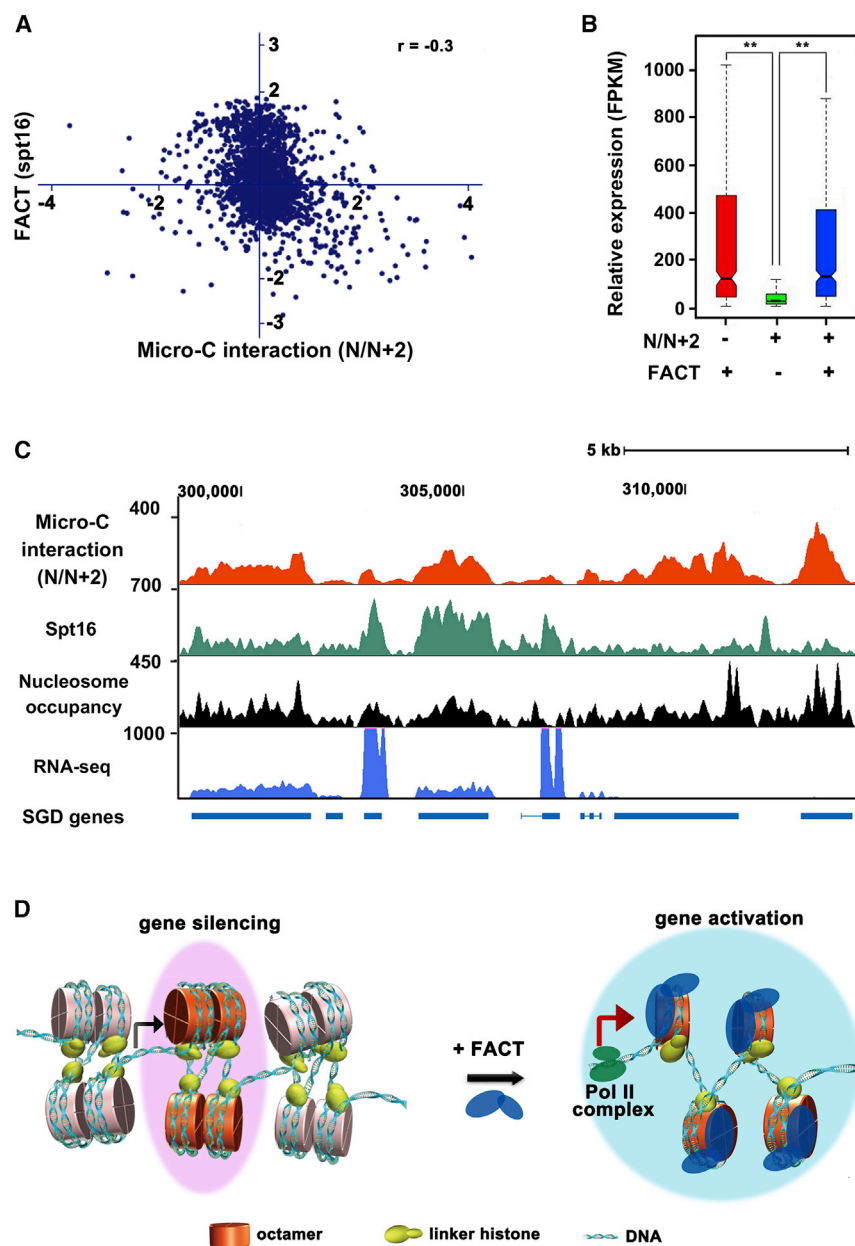 A
3
r = -0.3
2
FACT (spt16)
-4
-2
2
4
-2
-3
Micro-C interaction (N/N+2)
B
** **
Relative expression (FPKM)
1000
800
600
400
200
0
N/N+2 - + +
FACT + - +
C
5 kb
300,000 305,000 310,000
400
Micro-C
interaction
(N/N+2)
700
Spt16
450
Nucleosome
occupancy
1000
RNA-seq
SGD genes
D
gene silencing
gene activation
+ FACT
Pol II
complex
octamer linker histone DNA